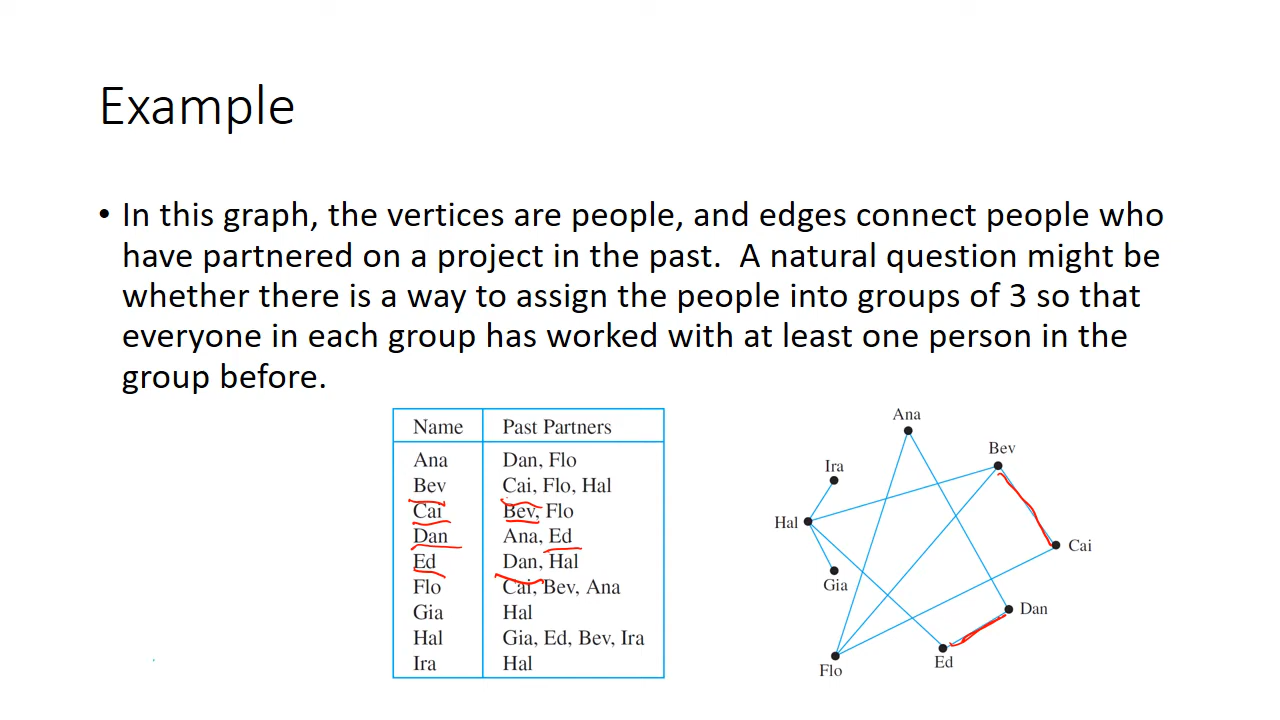 Example
• In this graph, the vertices are people, and edges connect people who
have partnered on a project in the past.  A natural question might be
whether there is a way to assign the people into groups of 3 so that
everyone in each group has worked with at least one person in the
group before.
Name Past Partners
Ana Dan, Flo
Bev Cai, Flo, Hal
Cai Bev, Flo
Dan Ana, Ed
Ed Dan, Hal
Flo Cai, Bev, Ana
Gia Hal
Hal Gia, Ed, Bev, Ira
Ira Hal
Ana
Bev
Ira
Hal
Cai
Gia
Dan
Ed
Flo